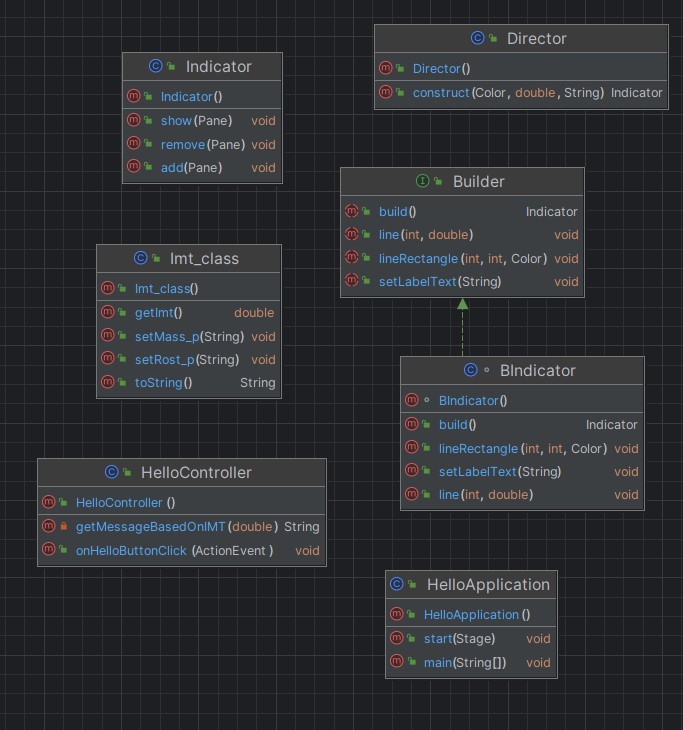 Director
Director()
construct(Color, double, String) Indicator
Indicator
Indicator()
show(Pane) void
remove(Pane) void
add(Pane) void
Builder
build() Indicator
line(int, double) void
lineRectangle(int, int, Color) void
setLabelText(String) void
Imt_class
Imt_class()
getImt() double
setMass_p(String) void
setRost_p(String) void
toString() String
BIndicator
BIndicator()
build() Indicator
lineRectangle(int, int, Color) void
setLabelText(String) void
line(int, double) void
HelloController
HelloController ()
getMessageBasedOnIMT(double) String
onHelloButtonClick (ActionEvent ) void
HelloApplication
HelloApplication ()
start(Stage) void
main(String[]) void